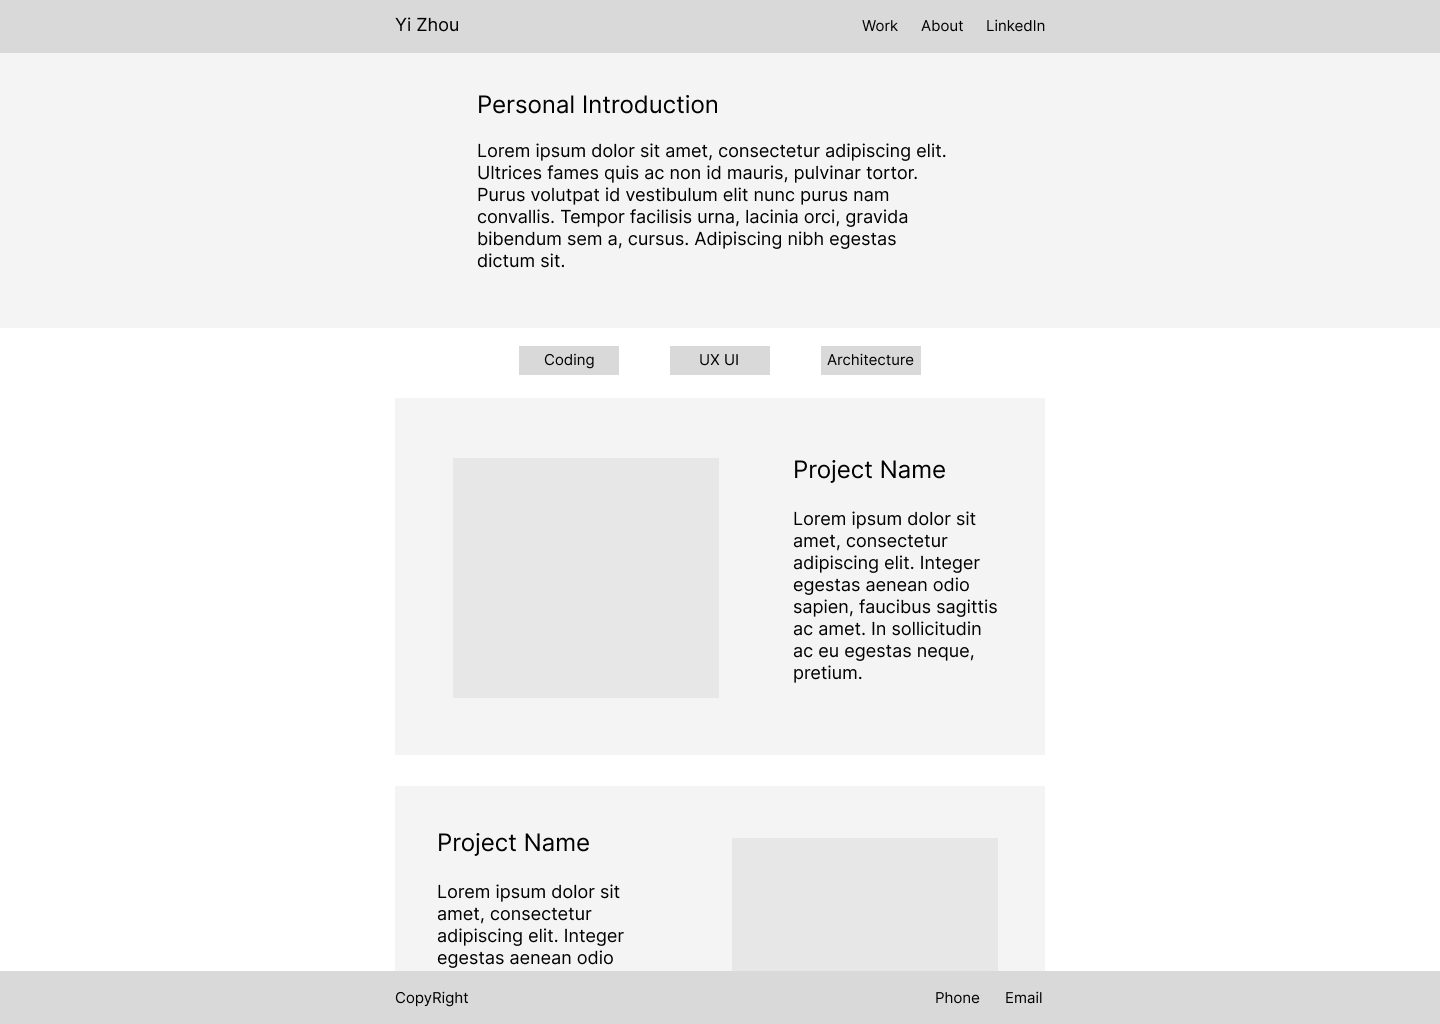 Yi Zhou
Work About LinkedIn
Personal Introduction
Lorem ipsum dolor sit amet, consectetur adipiscing elit.
Ultrices fames quis ac non id mauris, pulvinar tortor.
Purus volutpat id vestibulum elit nunc purus nam
convallis. Tempor facilisis urna, lacinia orci, gravida
bibendum sem a, cursus. Adipiscing nibh egestas
dictum sit.
Coding UX UI Architecture
Project Name
Lorem ipsum dolor sit
amet, consectetur
adipiscing elit. Integer
egestas aenean odio
sapien, faucibus sagittis
ac amet. In sollicitudin
ac eu egestas neque,
pretium.
Project Name
Lorem ipsum dolor sit
amet, consectetur
adipiscing elit. Integer
egestas aenean odio
CopyRight
Phone Email